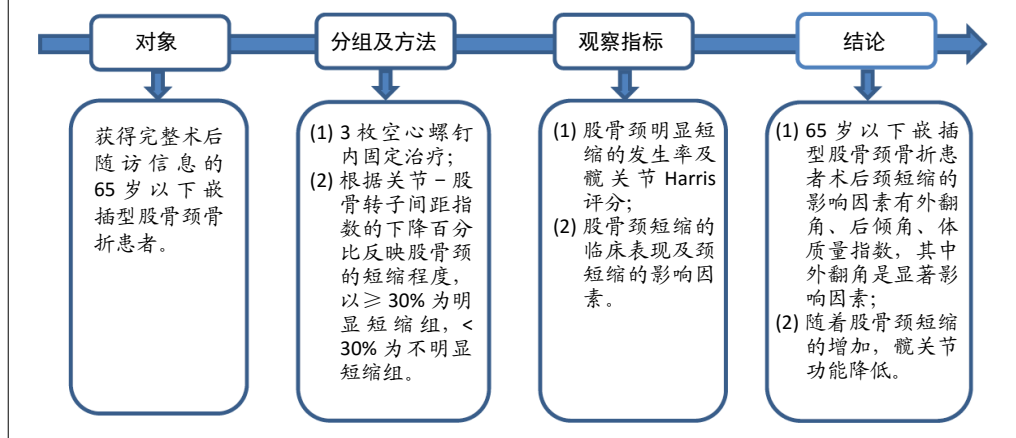 对象
获得完整术后
随访信息的
65 岁以下嵌
插型股骨颈骨
折患者。
分组及方法
(1) 3 枚空心螺钉
内固定治疗；
(2) 根据关节－股
骨转子间距指
数的下降百分
比反映股骨颈
的短缩程度，
以≥ 30% 为明
显短缩组，<
30% 为不明显
短缩组。
观察指标
(1) 股骨颈明显短
缩的发生率及
髋关节 Harris
评分；
(2) 股骨颈短缩的
临床表现及颈
短缩的影响因
素。
结论
(1) 65 岁以下嵌插
型股骨颈骨折患
者术后颈短缩的
影响因素有外翻
角、后倾角、体
质量指数，其中
外翻角是显著影
响因素；
(2) 随着股骨颈短缩
的增加，髋关节
功能降低。